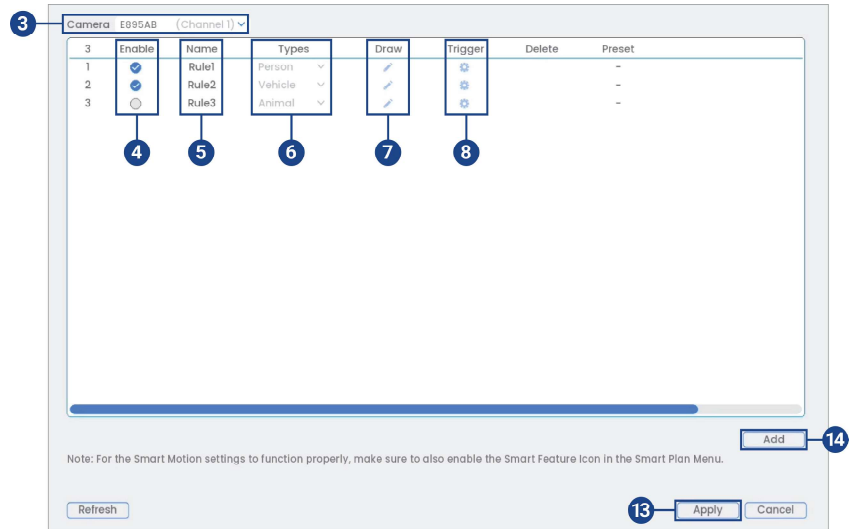 3 Camera E895AB (Channel 1)
3 Enable Name Types Draw Trigger Delete Preset
1 Rule1 Person -
2 Rule2 Vehicle -
3 Rule3 Animal -
4 5 6 7 8
Add 14
Note: For the Smart Motion settings to function properly, make sure to also enable the Smart Feature Icon in the Smart Plan Menu.
Refresh 13 Apply Cancel